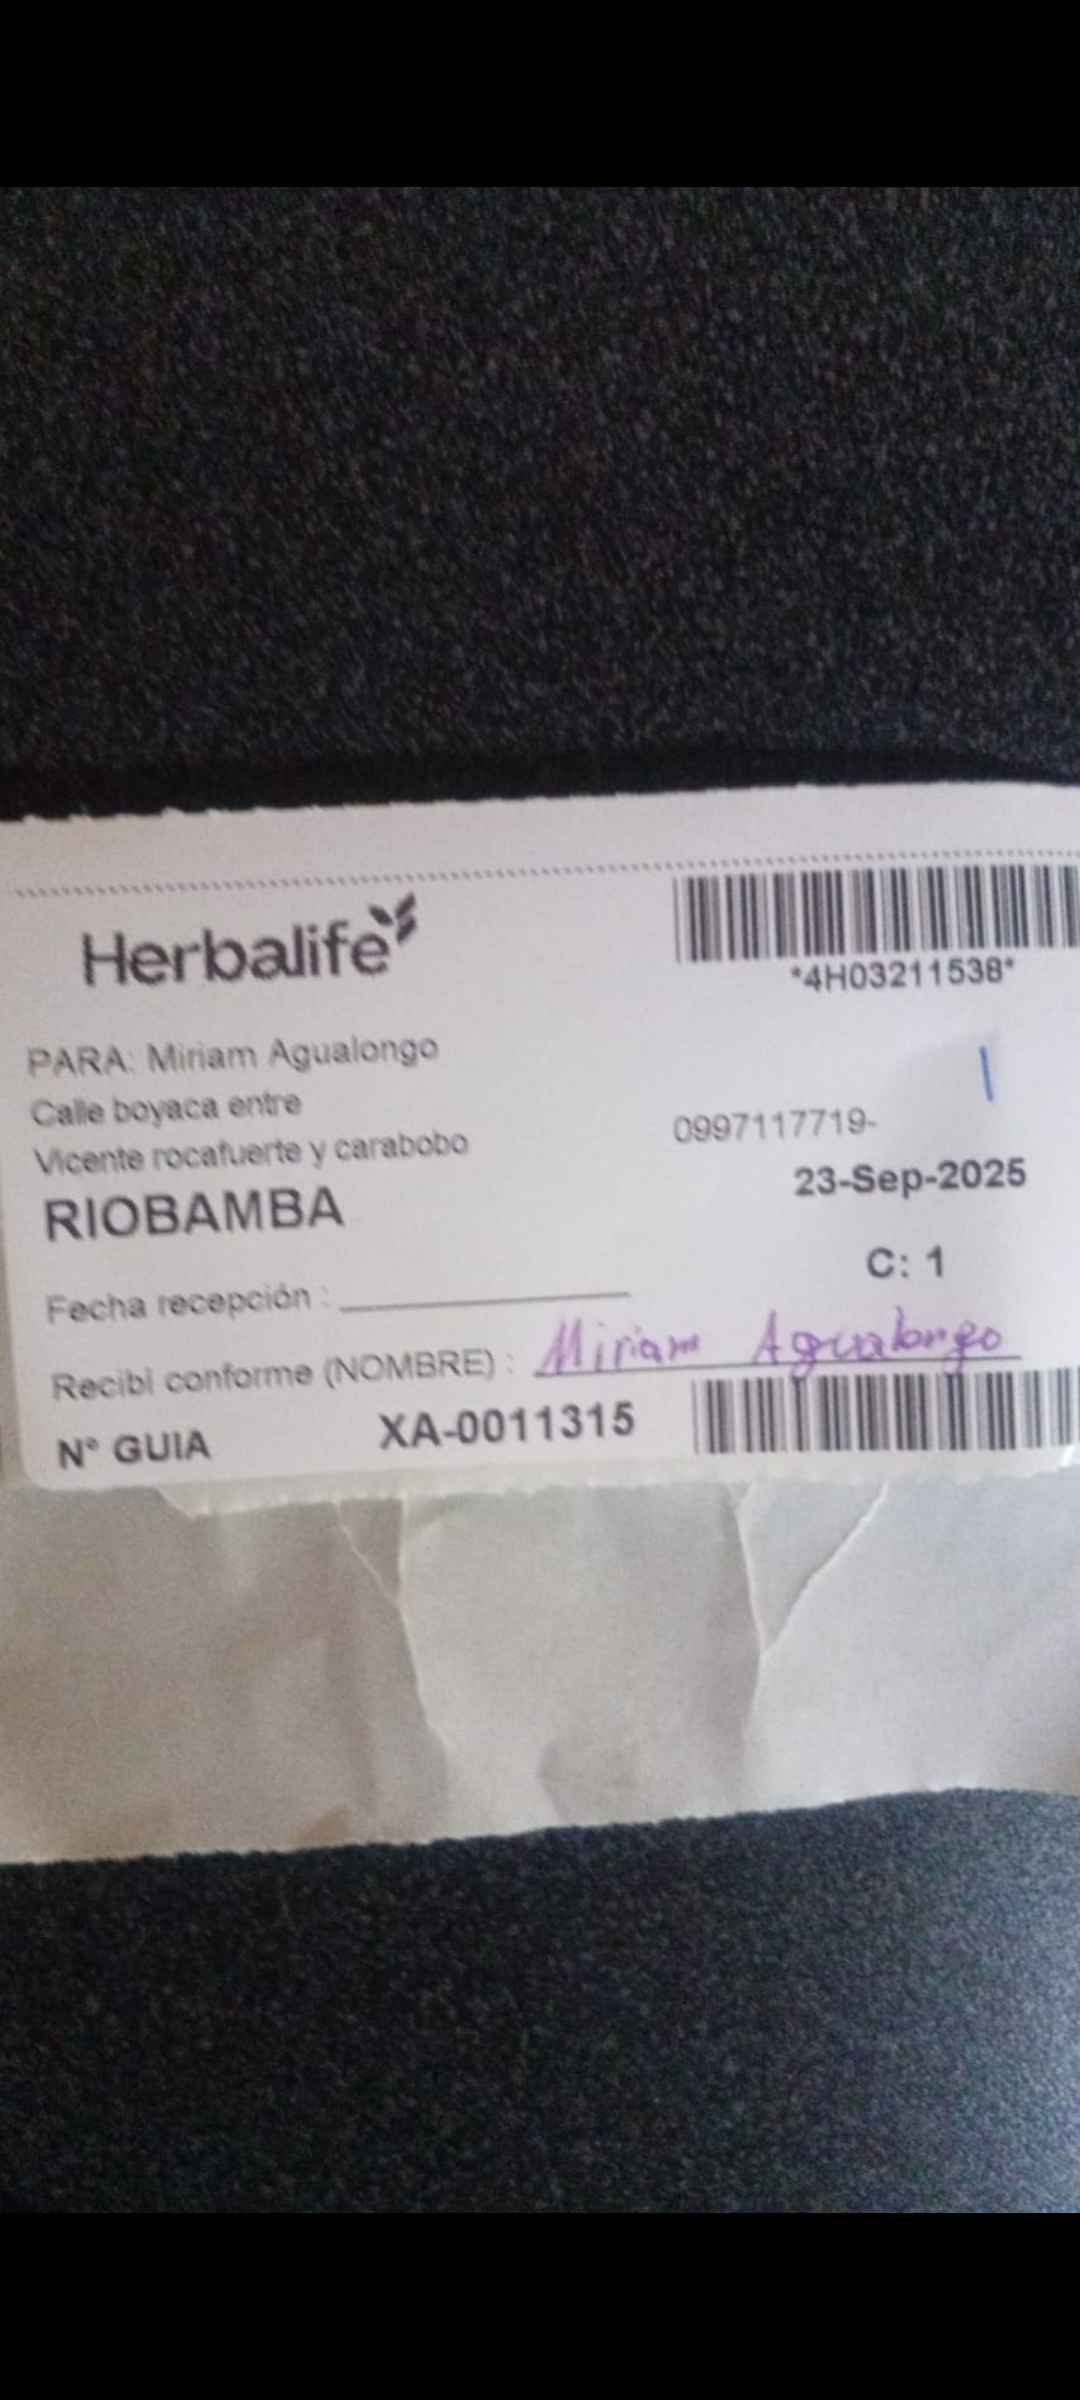 Herbalife
*4H03211538*
PARA: Miriam Agualongo
Calle boyaca entre
Vicente rocafuerte y carabobo
0997117719-
RIOBAMBA
23-Sep-2025
C: 1
Fecha recepción :
Recibi conforme (NOMBRE) : Miriam Agualongo
N° GUIA XA-0011315